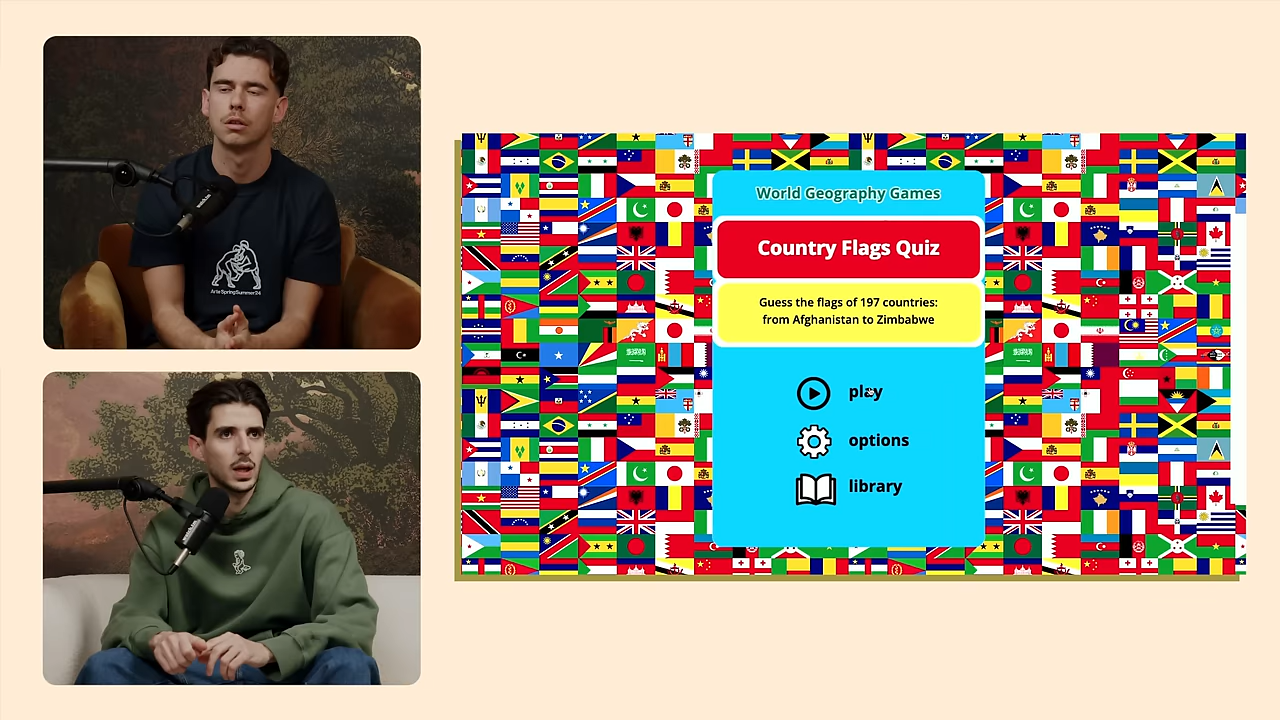 ArteSpringSummer24
World Geography Games
Country Flags Quiz
Guess the flags of 197 countries:
from Afghanistan to Zimbabwe
play
options
library